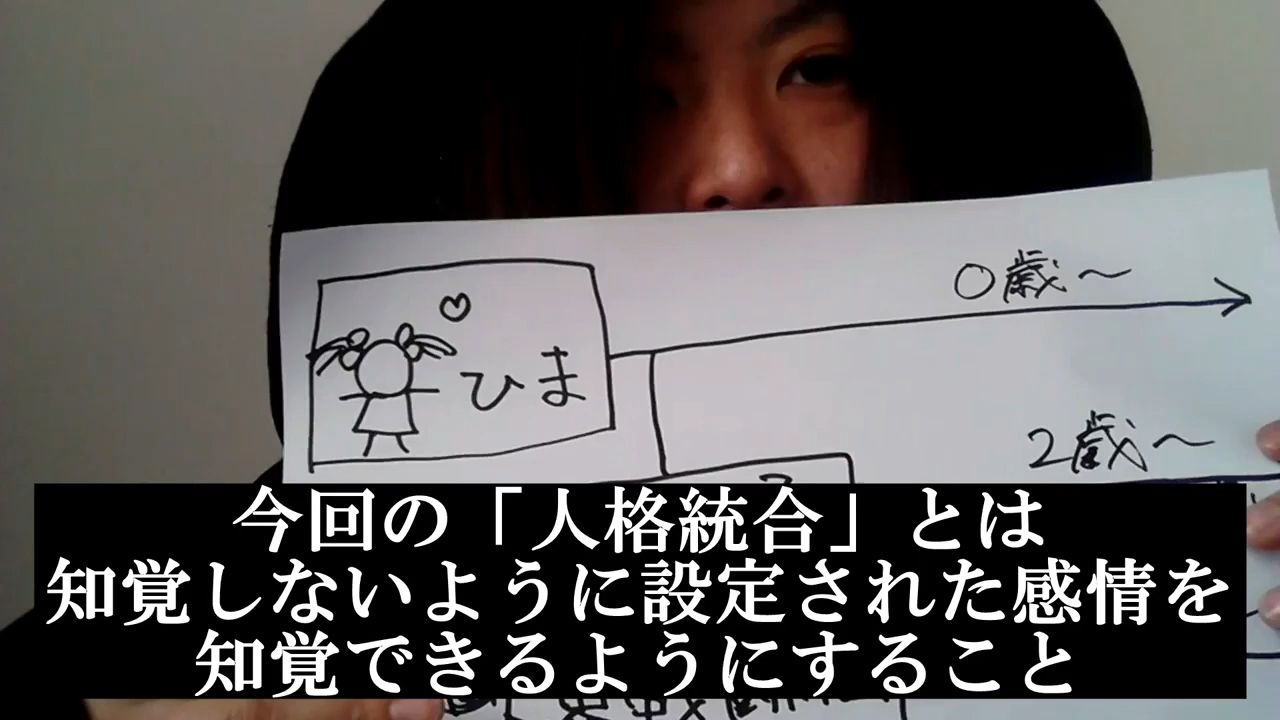 0歳～
ひま
2歳～
今回の「人格統合」とは
知覚しないように設定された感情を
知覚できるようにすること